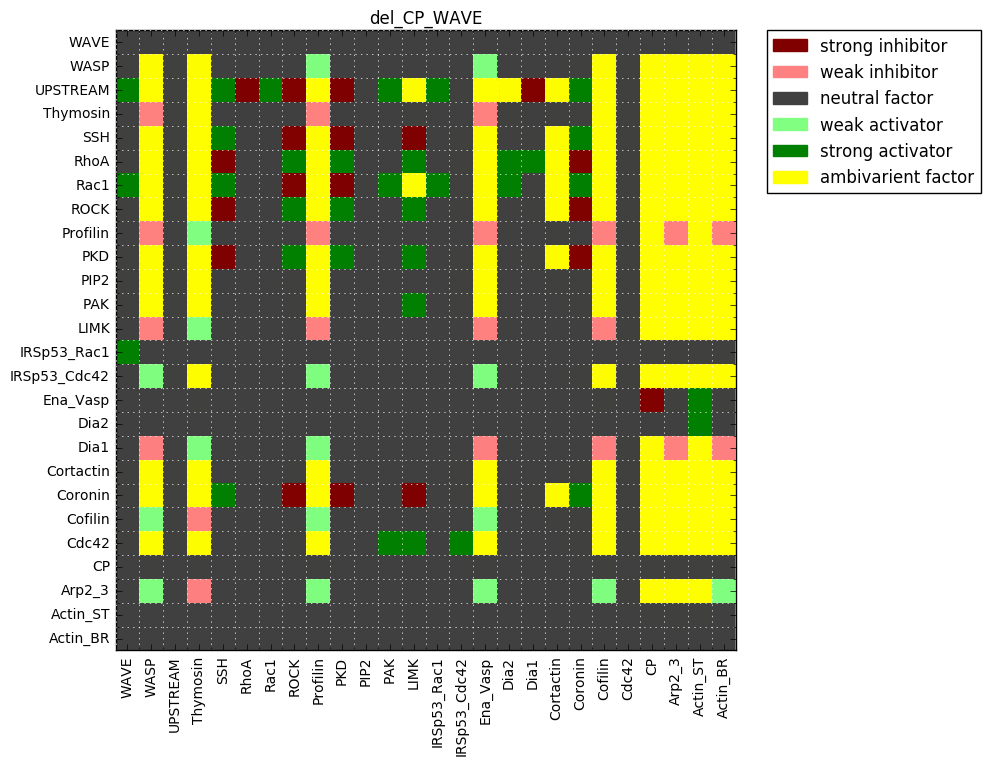 del_CP_WAVE
WAVE
WASP
UPSTREAM
Thymosin
SSH
RhoA
Rac1
ROCK
Profilin
PKD
PIP2
PAK
LIMK
IRSp53_Rac1
IRSp53_Cdc42
Ena_Vasp
Dia2
Dia1
Cortactin
Coronin
Cofilin
Cdc42
CP
Arp2_3
Actin_ST
Actin_BR
WAVE
WASP
UPSTREAM
Thymosin
SSH
RhoA
Rac1
ROCK
Profilin
PKD
PIP2
PAK
LIMK
IRSp53_Rac1
IRSp53_Cdc42
Ena_Vasp
Dia2
Dia1
Cortactin
Coronin
Cofilin
Cdc42
CP
Arp2_3
Actin_ST
Actin_BR
strong inhibitor
weak inhibitor
neutral factor
weak activator
strong activator
ambivarient factor